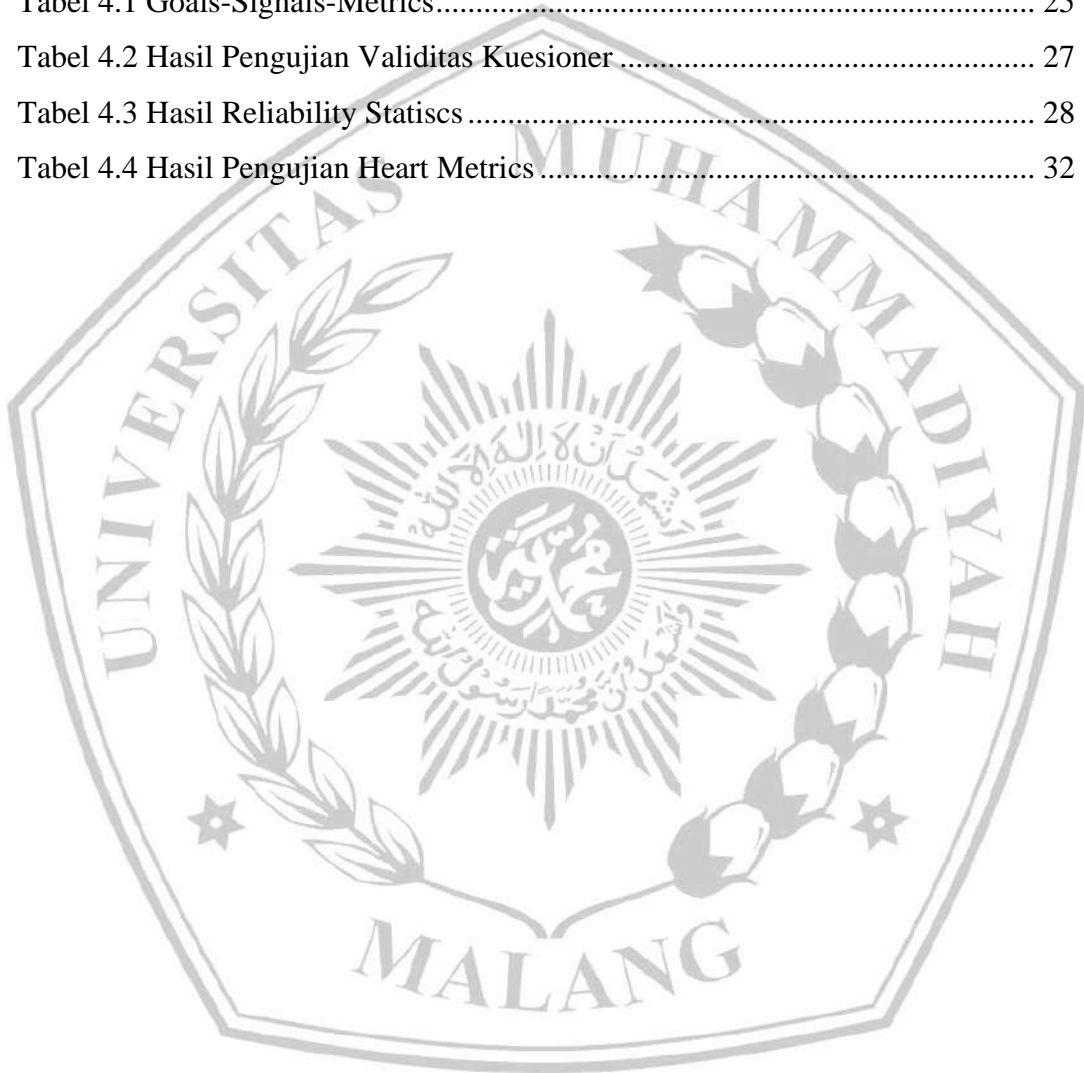 Tabel 4.1 Goals-Signals-Metrics.......................................................................... 25
Tabel 4.2 Hasil Pengujian Validitas Kuesioner .................................................... 27
Tabel 4.3 Hasil Reliability Statiscs ....................................................................... 28
Tabel 4.4 Hasil Pengujian Heart Metrics .............................................................. 32
UNIVERSITAS MUHAMMADIYAH
MALANG